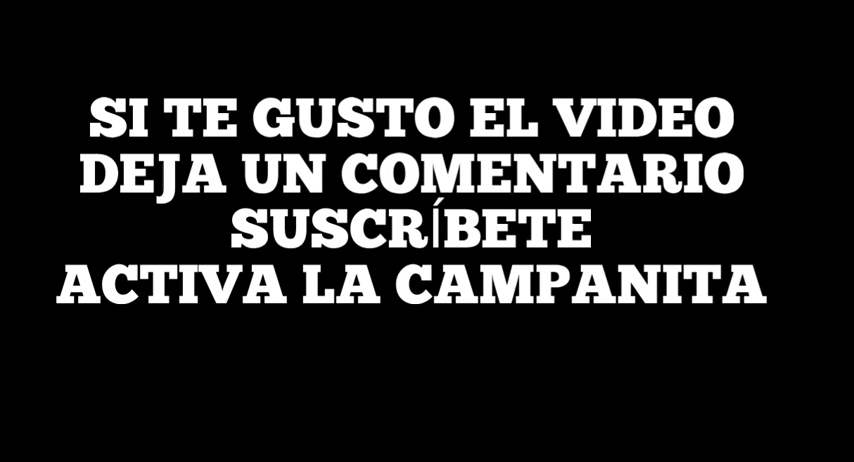 SI TE GUSTO EL VIDEO
DEJA UN COMENTARIO
SUSCRÍBETE
ACTIVA LA CAMPANITA